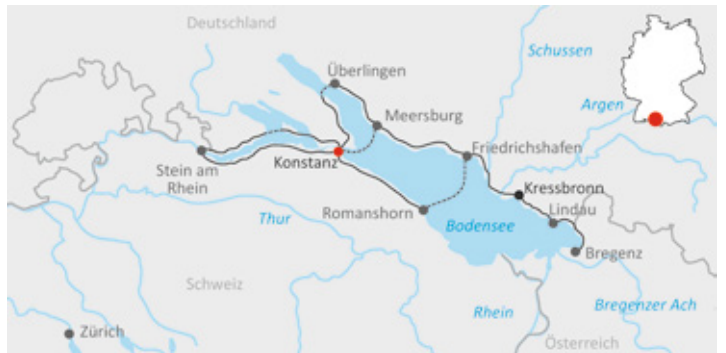 Deutschland
Schussen
Überlingen
Argen
Meersburg
Friedrichshafen
Stein am
Rhein
Konstanz
Kressbronn
Romanshorn
Lindau
Thur
Bodensee
Bregenz
Schweiz
Rhein
Bregenzer Ach
Zürich
Österreich